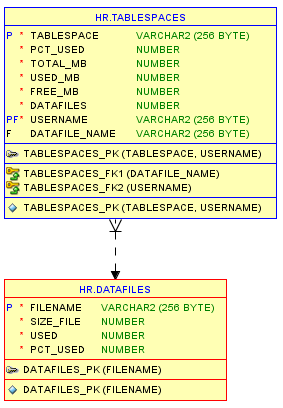 HR.TABLESPACES
P * TABLESPACE VARCHAR2 (256 BYTE)
* PCT_USED NUMBER
* TOTAL_MB NUMBER
* USED_MB NUMBER
* FREE_MB NUMBER
* DATAFILES NUMBER
PF* USERNAME VARCHAR2 (256 BYTE)
F DATAFILE_NAME VARCHAR2 (256 BYTE)
TABLESPACES_PK (TABLESPACE, USERNAME)
TABLESPACES_FK1 (DATAFILE_NAME)
TABLESPACES_FK2 (USERNAME)
TABLESPACES_PK (TABLESPACE, USERNAME)
HR.DATAFILES
P * FILENAME VARCHAR2 (256 BYTE)
* SIZE_FILE NUMBER
* USED NUMBER
* PCT_USED NUMBER
DATAFILES_PK (FILENAME)
DATAFILES_PK (FILENAME)